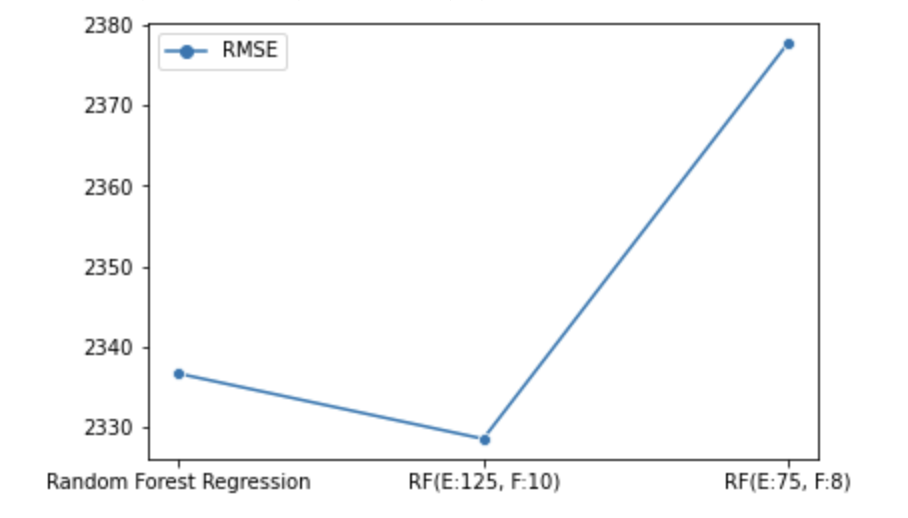 2380
RMSE
2370
2360
2350
2340
2330
Random Forest Regression
RF(E:125, F:10)
RF(E:75, F:8)